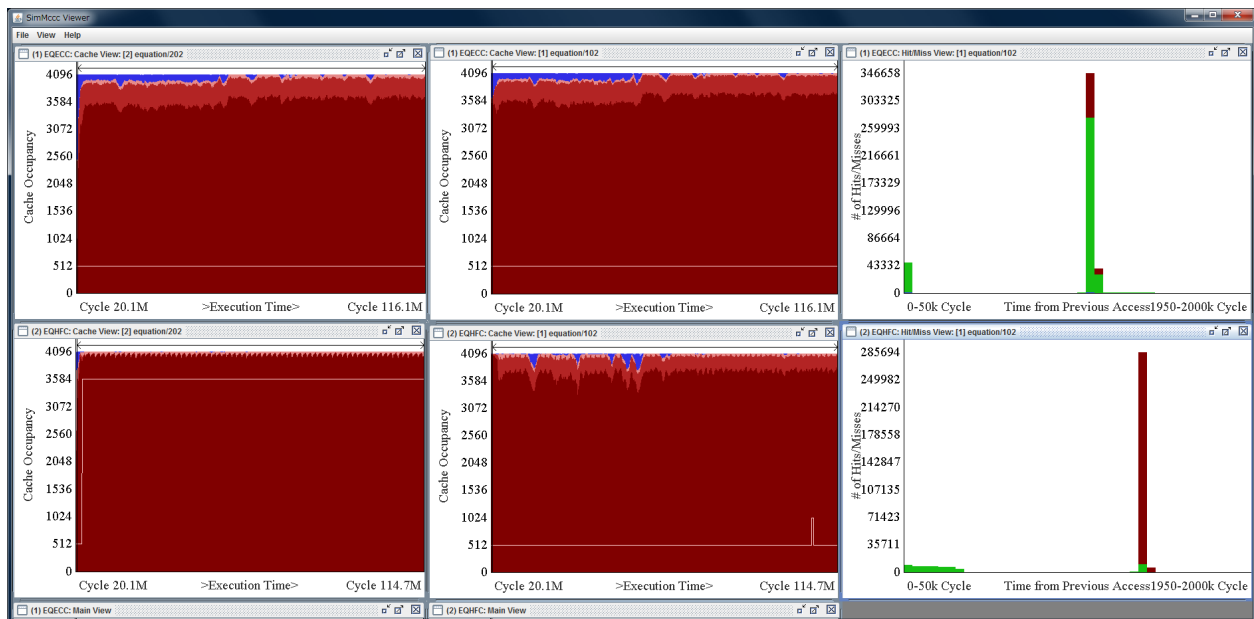 SimMccc Viewer
File View Help
(1) EQECC: Cache View: [2] equation/202
4096
3584
3072
2560
2048
1536
1024
512
0
Cache Occupancy
Cycle 20.1M >Execution Time> Cycle 116.1M
(1) EQECC: Cache View: [1] equation/102
4096
3584
3072
2560
2048
1536
1024
512
0
Cache Occupancy
Cycle 20.1M >Execution Time> Cycle 116.1M
(1) EQECC: Hit/Miss View: [1] equation/102
346658
303325
259993
216661
173329
129996
86664
43332
0
# of Hits/Misses
0-50k Cycle Time from Previous Access1950-2000k Cycle
(2) EQHFC: Cache View: [2] equation/202
4096
3584
3072
2560
2048
1536
1024
512
0
Cache Occupancy
Cycle 20.1M >Execution Time> Cycle 114.7M
(2) EQHFC: Cache View: [1] equation/102
4096
3584
3072
2560
2048
1536
1024
512
0
Cache Occupancy
Cycle 20.1M >Execution Time> Cycle 114.7M
(2) EQHFC: Hit/Miss View: [1] equation/102
285694
249982
214270
178558
142847
107135
71423
35711
0
# of Hits/Misses
0-50k Cycle Time from Previous Access1950-2000k Cycle
(1) EQECC: Main View
(2) EQHFC: Main View